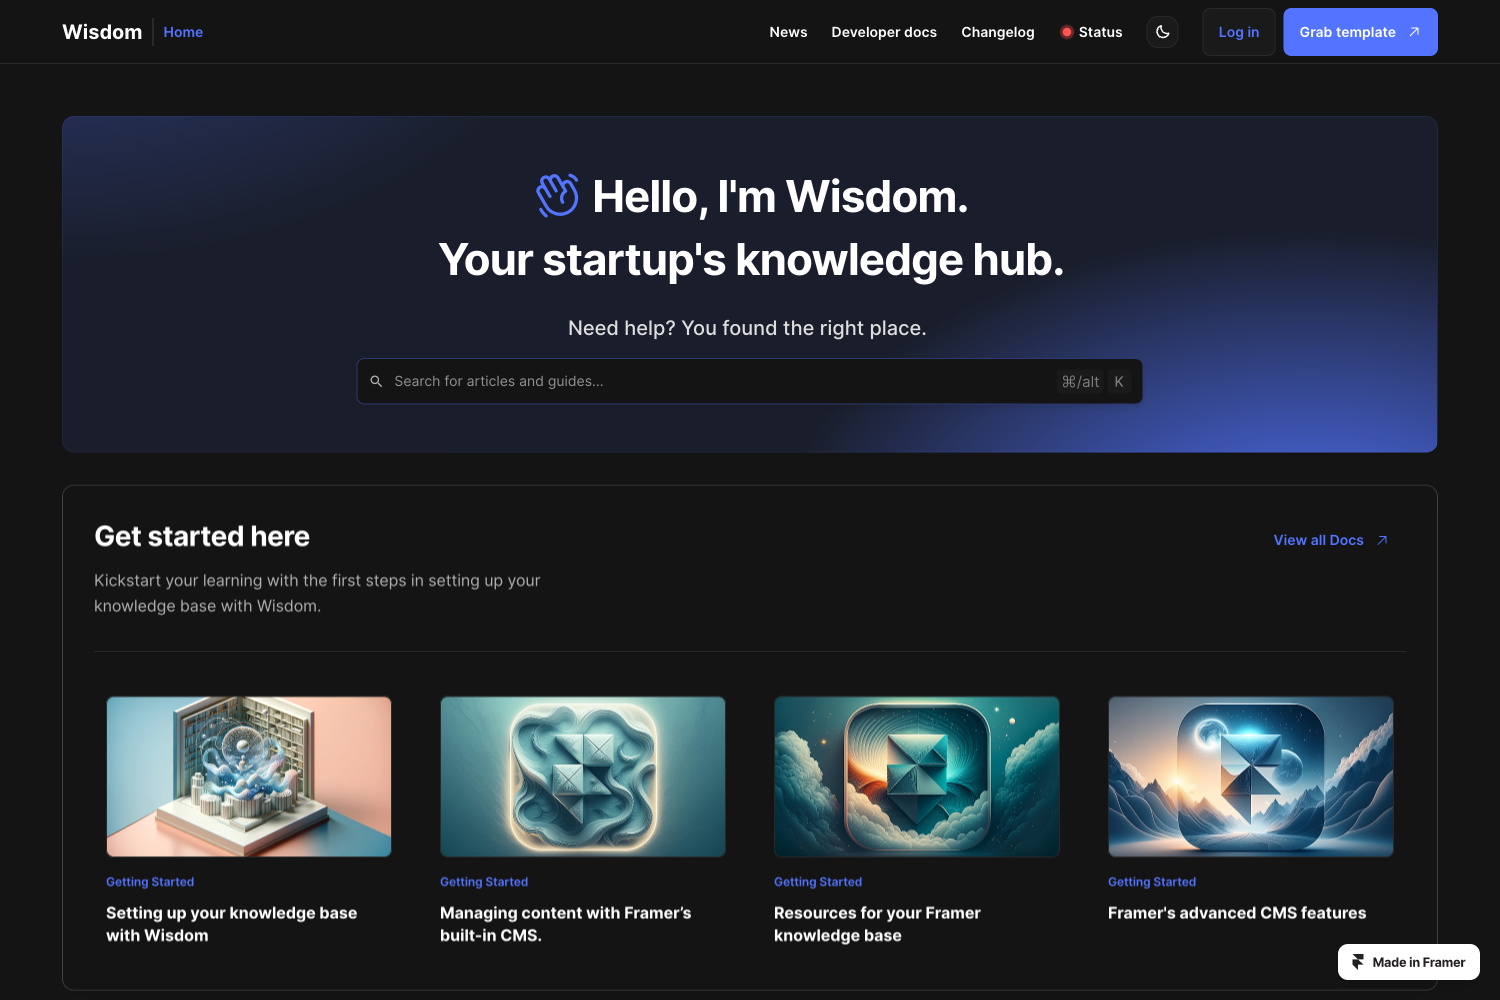 Wisdom
Home
News
Developer docs
Changelog
Status
Log in
Grab template
Hello, I'm Wisdom.
Your startup's knowledge hub.
Need help? You found the right place.
Search for articles and guides...
⌘/alt
K
Get started here
View all Docs
Kickstart your learning with the first steps in setting up your
knowledge base with Wisdom.
Getting Started
Setting up your knowledge base
with Wisdom
Getting Started
Managing content with Framer’s
built-in CMS.
Getting Started
Resources for your Framer
knowledge base
Getting Started
Framer's advanced CMS features
Made in Framer